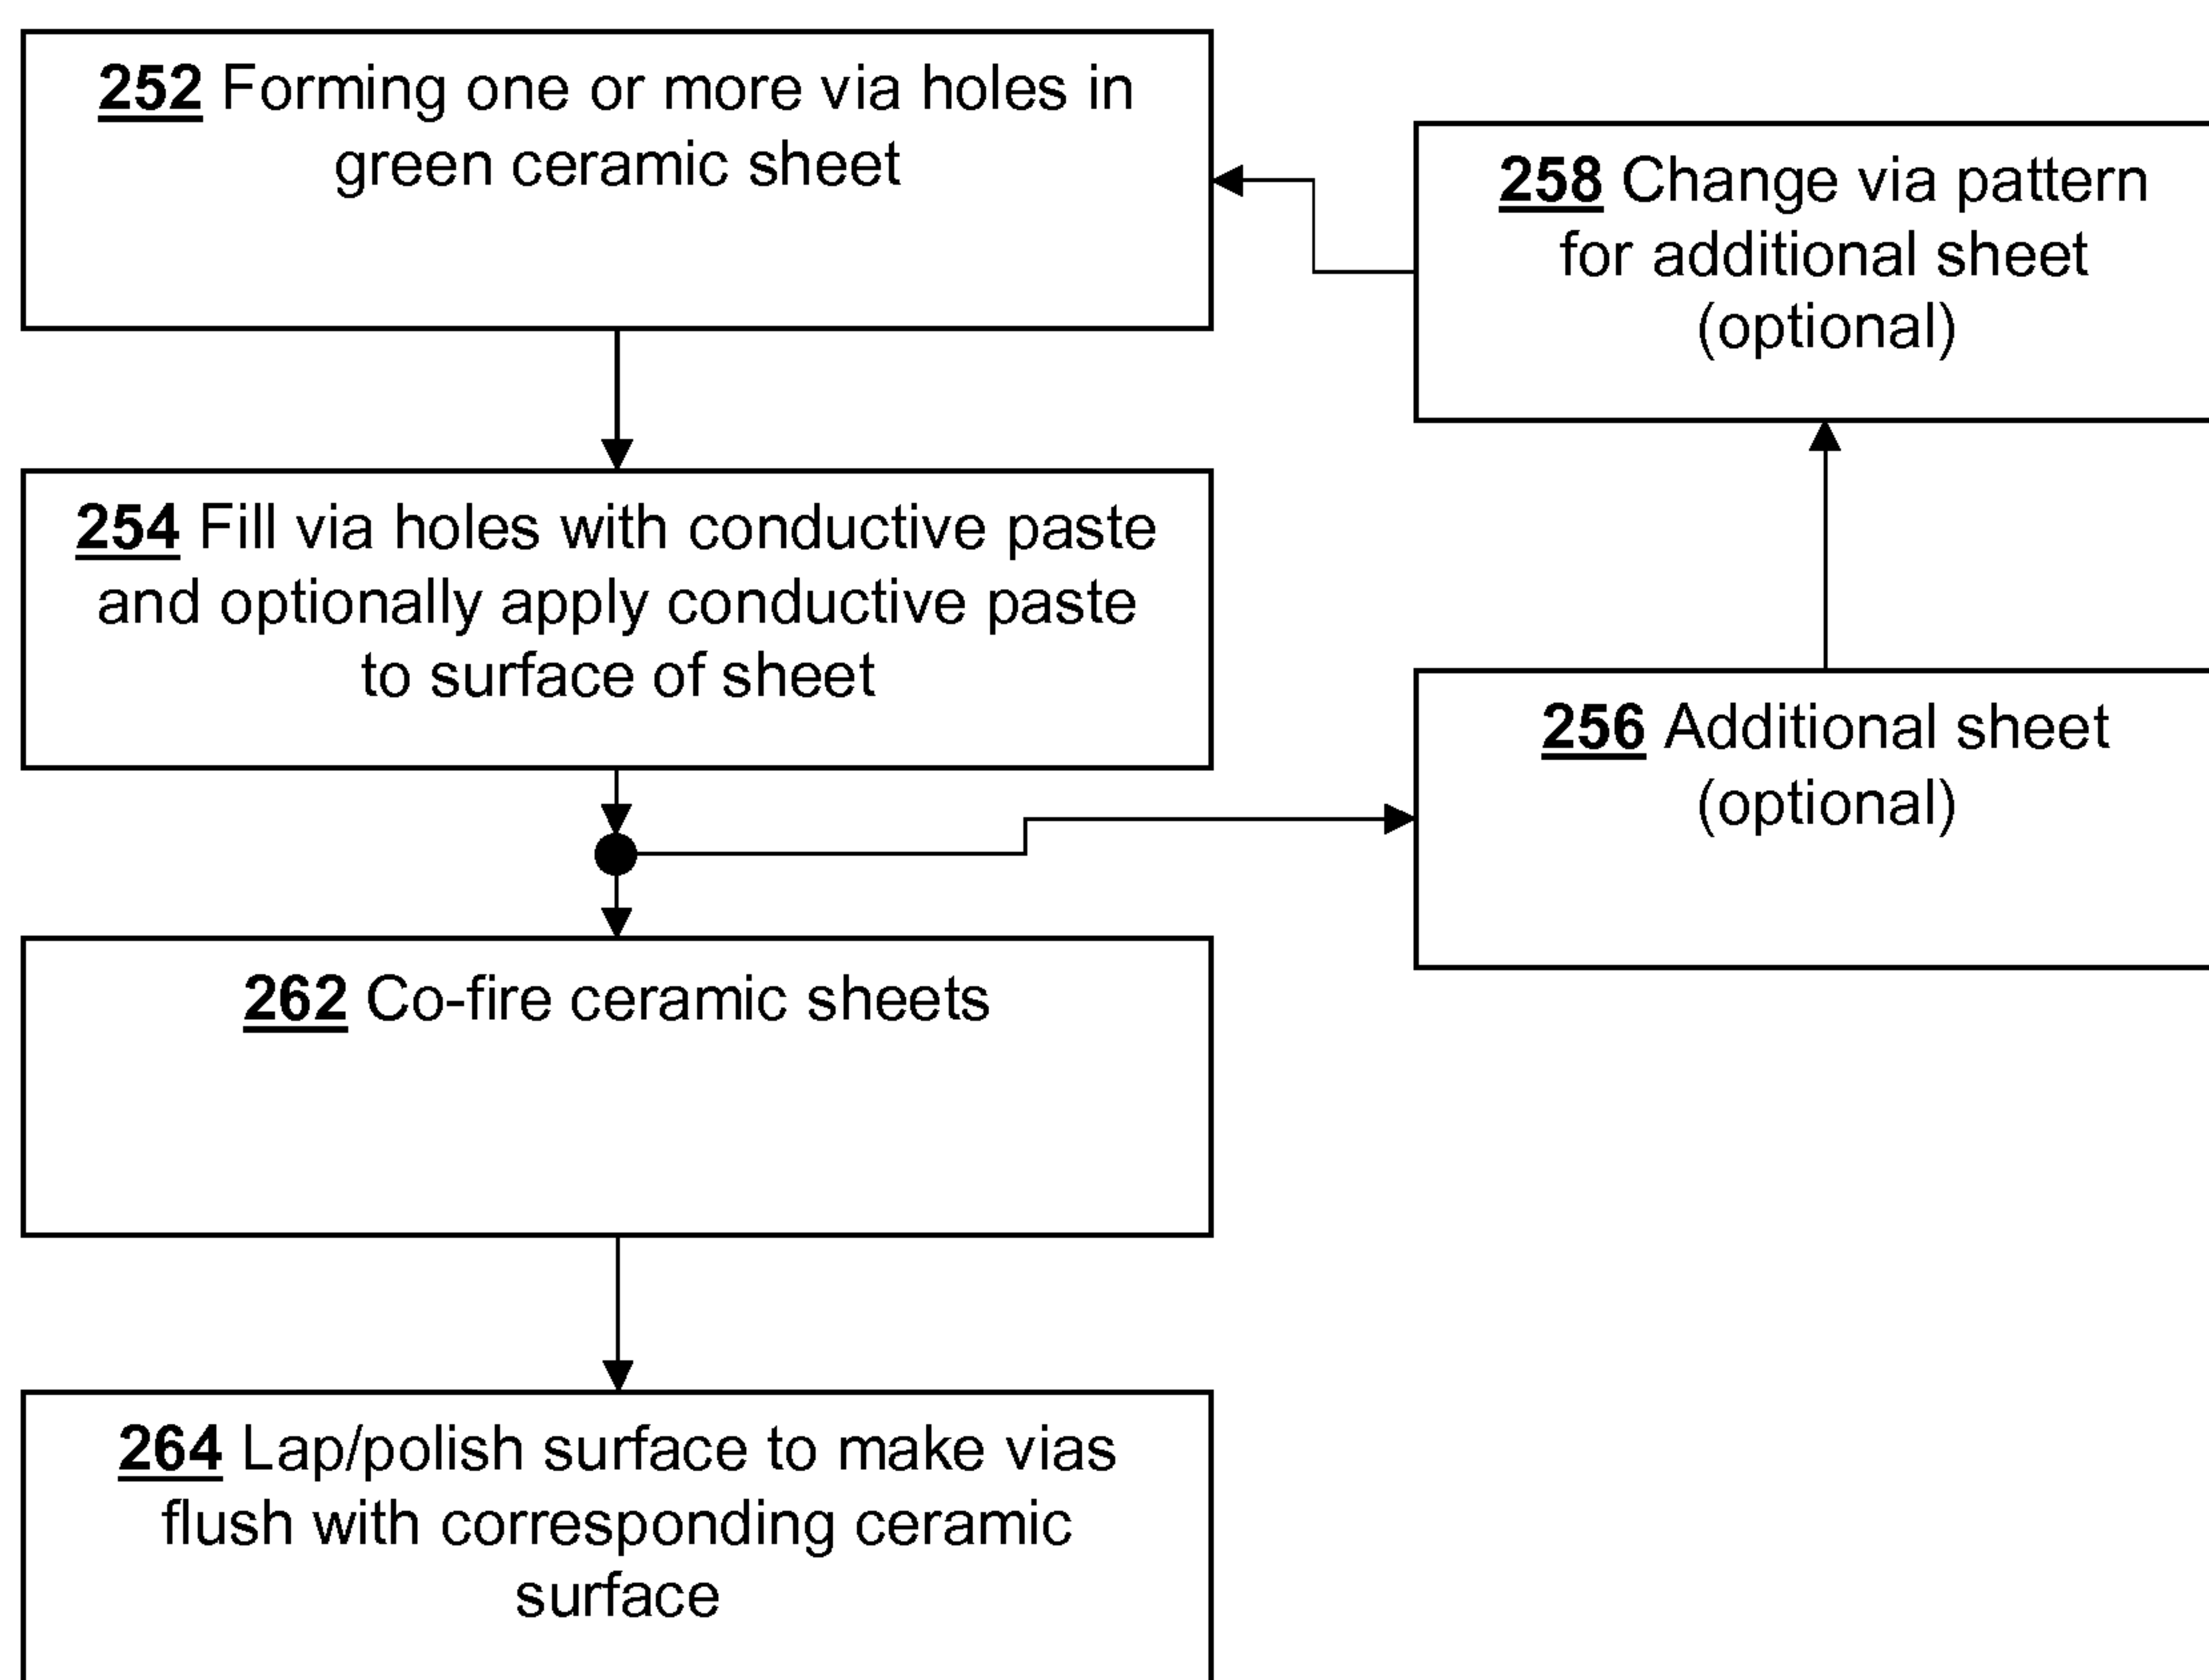 252 Forming one or more via holes in
green ceramic sheet
258 Change via pattern
for additional sheet
(optional)
254 Fill via holes with conductive paste
and optionally apply conductive paste
to surface of sheet
256 Additional sheet
(optional)
262 Co-fire ceramic sheets
264 Lap/polish surface to make vias
flush with corresponding ceramic
surface